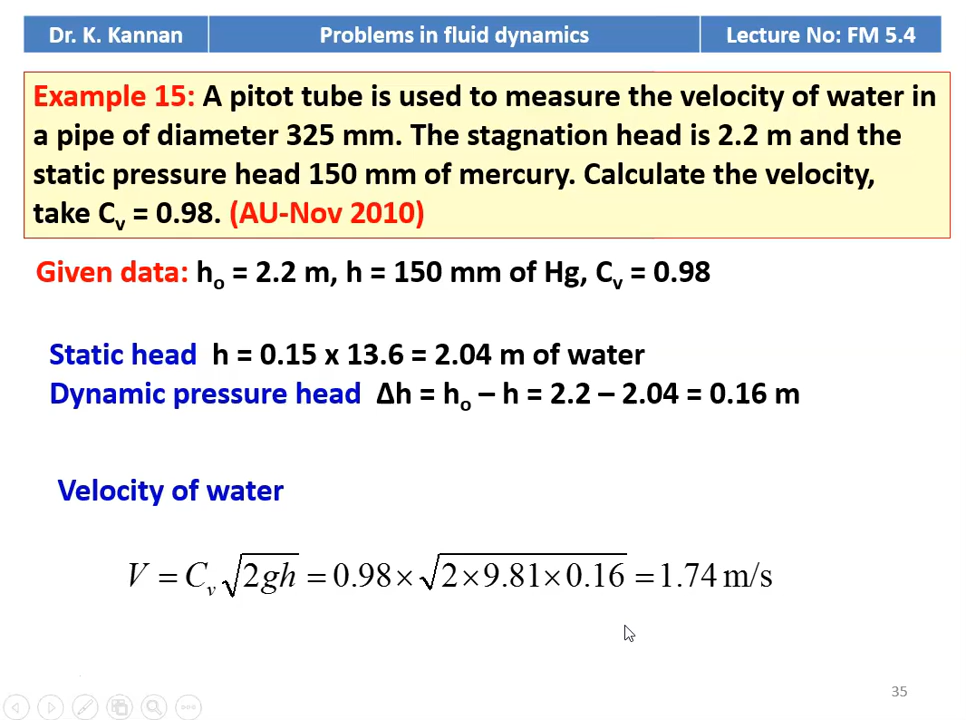 Dr. K. Kannan Problems in fluid dynamics Lecture No: FM 5.4
Example 15: A pitot tube is used to measure the velocity of water in
a pipe of diameter 325 mm. The stagnation head is 2.2 m and the
static pressure head 150 mm of mercury. Calculate the velocity,
take Cv = 0.98. (AU-Nov 2010)
Given data: ho = 2.2 m, h = 150 mm of Hg, Cv = 0.98
Static head h = 0.15 x 13.6 = 2.04 m of water
Dynamic pressure head Δh = ho – h = 2.2 – 2.04 = 0.16 m
Velocity of water
V = Cv √2gh = 0.98 × √2 × 9.81 × 0.16 = 1.74 m/s
35